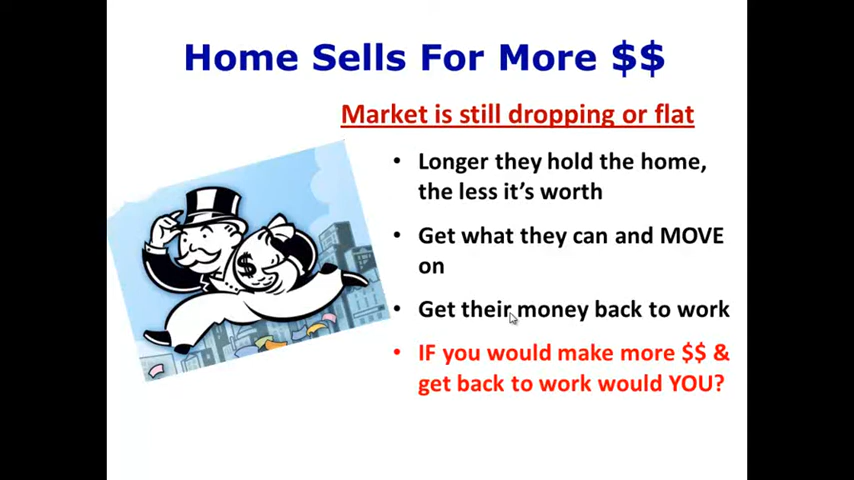 Home Sells For More $$
Market is still dropping or flat
• Longer they hold the home,
the less it's worth
• Get what they can and MOVE
on
• Get their money back to work
• IF you would make more $$ &
get back to work would YOU?
$